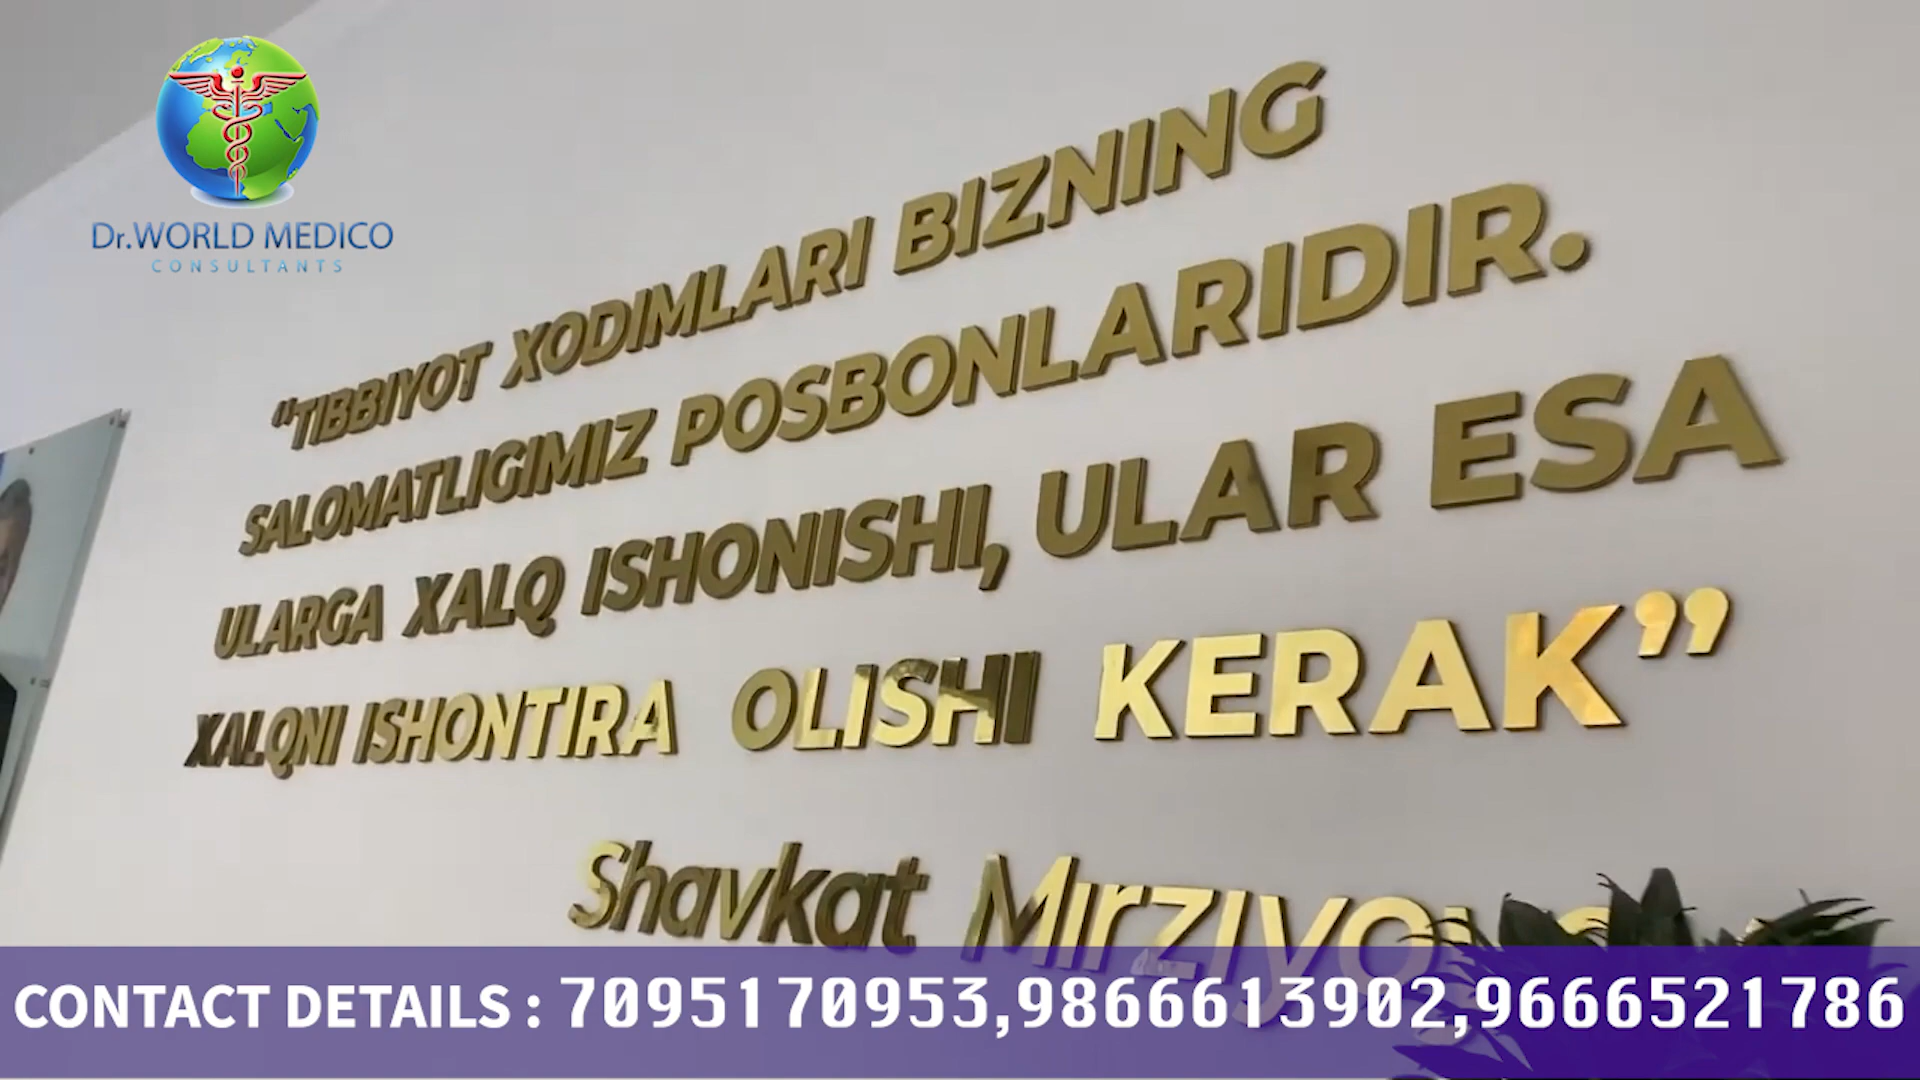 Dr.WORLD MEDICO
CONSULTANTS
“TIBBIYOT XODIMLARI BIZNING
SALOMATLIGIMIZ POSBONLARIDIR.
ULARGA XALQ ISHONISHI, ULAR ESA
XALQNI ISHONTIRA OLISHI KERAK”
Shavkat
CONTACT DETAILS : 7095170953,9866613902,9666521786